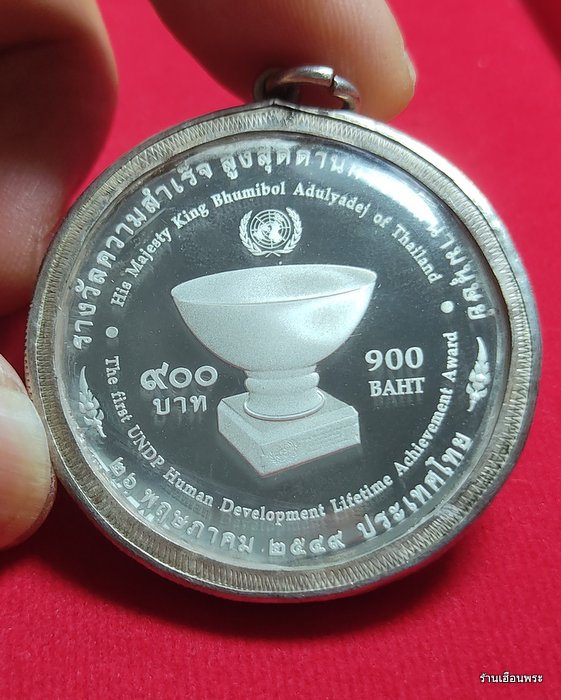 รางวัลความสำเร็จ สูงสุดด้าน
His Majesty King Bhumibol Adulyadej of Thailand
๙๐๐
บาท
900
BAHT
The first UNDP Human Development Lifetime Achievement Award
๒๖ พฤษภาคม ๒๕๔๙ ประเทศไทย
ร้านเฮือนพระ